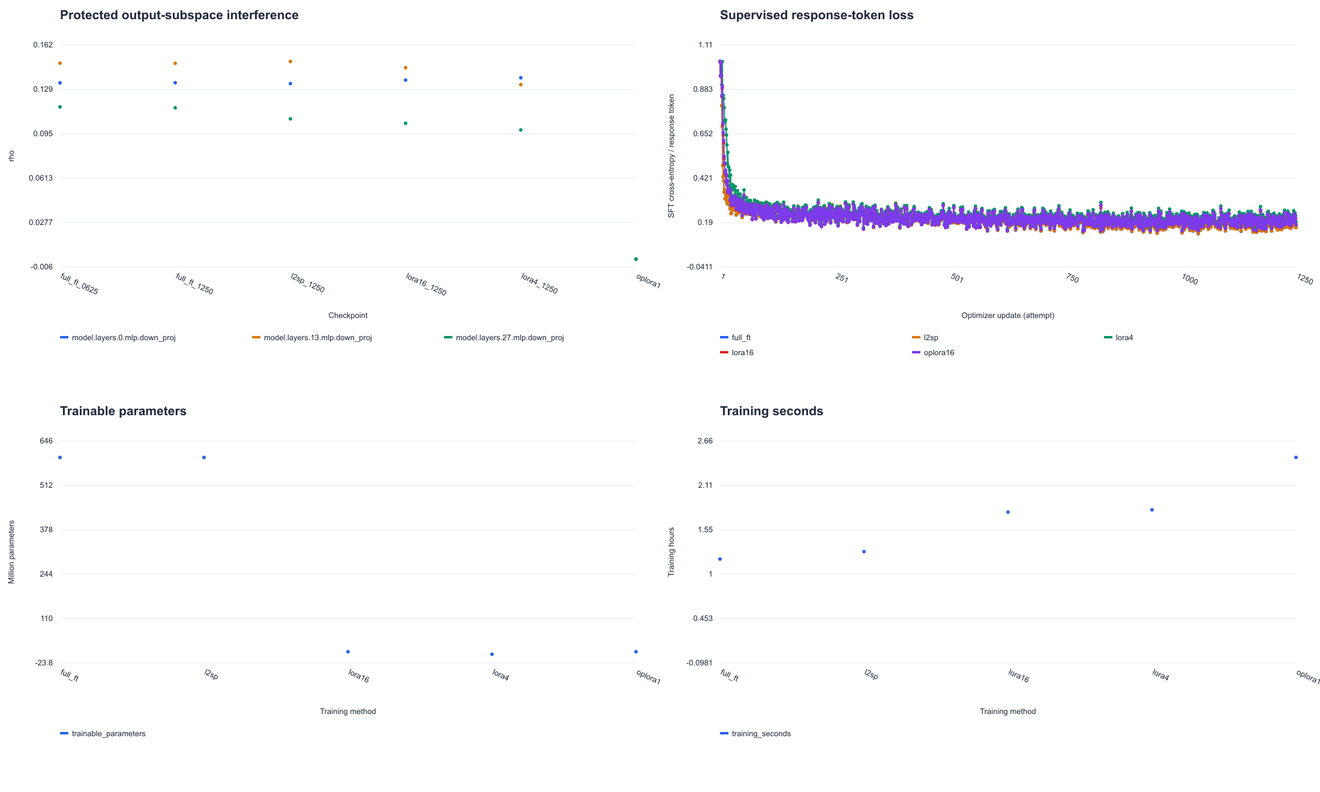 Protected output-subspace interference
0.162
0.129
0.095
0.0613
0.0277
-0.006
rho
full_ft_0625
full_ft_1250
l2sp_1250
lora16_1250
lora4_1250
oplora1
Checkpoint
model.layers.0.mlp.down_proj
model.layers.13.mlp.down_proj
model.layers.27.mlp.down_proj
Supervised response-token loss
1.11
0.883
0.652
0.421
0.19
-0.0411
SFT cross-entropy / response token
1
251
501
750
1000
1250
Optimizer update (attempt)
full_ft
l2sp
lora4
lora16
oplora16
Trainable parameters
646
512
378
244
110
-23.8
Million parameters
full_ft
l2sp
lora16
lora4
oplora1
Training method
trainable_parameters
Training seconds
2.66
2.11
1.55
1
0.453
-0.0981
Training hours
full_ft
l2sp
lora16
lora4
oplora1
Training method
training_seconds